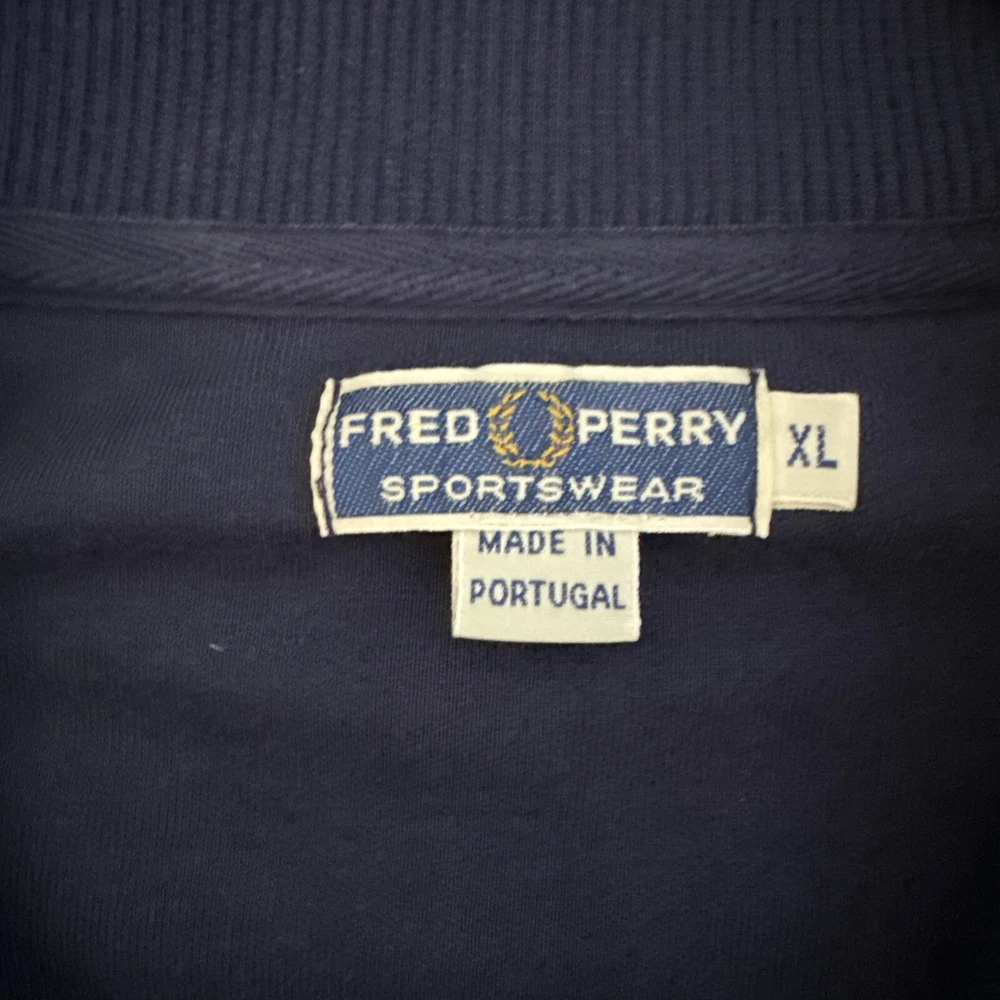 FRED PERRY
SPORTSWEAR
XL
MADE IN
PORTUGAL